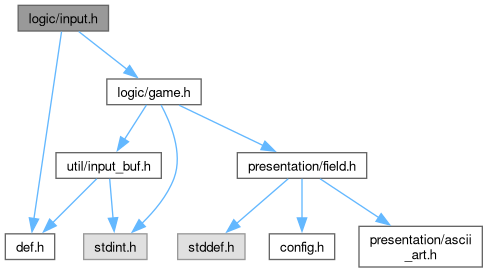 logic/input.h
logic/game.h
util/input_buf.h
presentation/field.h
def.h
stdint.h
stddef.h
config.h
presentation/ascii
_art.h